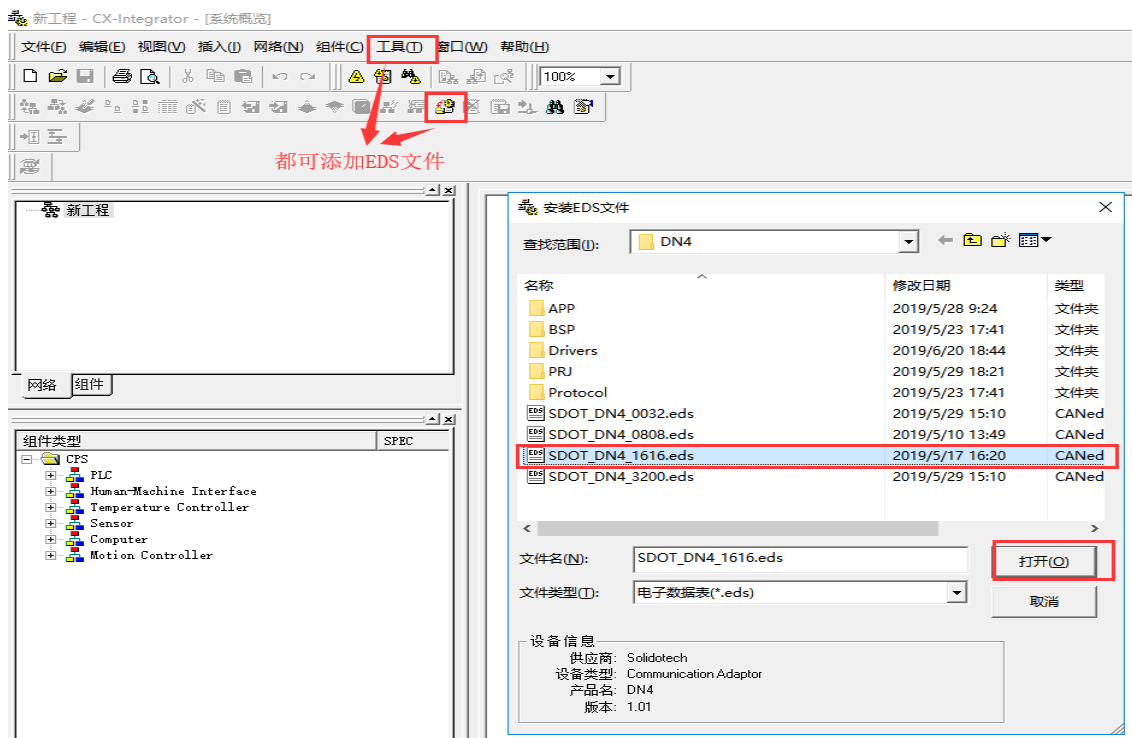 新工程 - CX-Integrator - [系统概览]
文件(F) 编辑(E) 视图(V) 插入(I) 网络(N) 组件(C) 工具(T) 窗口(W) 帮助(H)
100%
都可添加EDS文件
新工程
网络 组件
组件类型 SPEC
CPS
PLC
Human-Machine Interface
Temperature Controller
Sensor
Computer
Motion Controller
安装EDS文件
查找范围(I): DN4
名称 修改日期 类型
APP 2019/5/28 9:24 文件夹
BSP 2019/5/23 17:41 文件夹
Drivers 2019/6/20 18:44 文件夹
PRJ 2019/5/29 18:21 文件夹
Protocol 2019/5/23 17:41 文件夹
EDS SDOT_DN4_0032.eds 2019/5/29 15:10 CANed
EDS SDOT_DN4_0808.eds 2019/5/10 13:49 CANed
EDS SDOT_DN4_1616.eds 2019/5/17 16:20 CANed
EDS SDOT_DN4_3200.eds 2019/5/29 15:10 CANed
文件名(N): SDOT_DN4_1616.eds 打开(O)
文件类型(T): 电子数据表(*.eds) 取消
设备信息
供应商: Solidotech
设备类型: Communication Adaptor
产品名: DN4
版本: 1.01